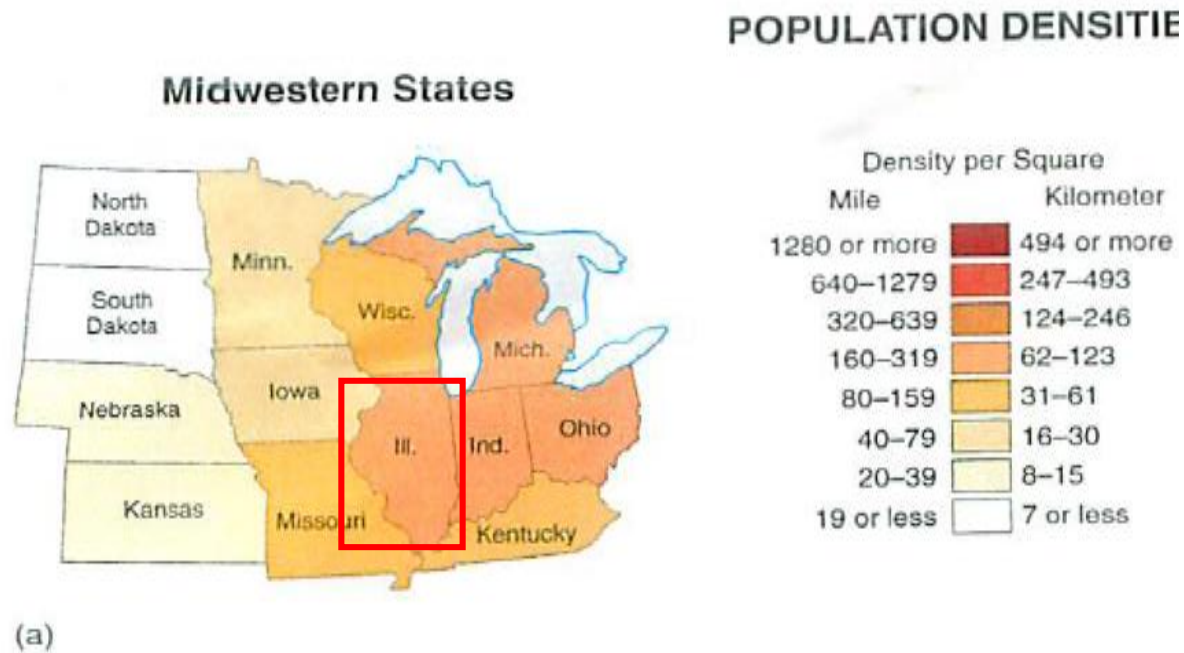 POPULATION DENSITIE
Midwestern States
North
Dakota
South
Dakota
Nebraska
Kansas
Minn.
Iowa
Missouri
Wisc.
Ill.
Mich.
Ind.
Ohio
Kentucky
Density per Square
Mile Kilometer
1280 or more 494 or more
640–1279 247–493
320–639 124–246
160–319 62–123
80–159 31–61
40–79 16–30
20–39 8–15
19 or less 7 or less
(a)